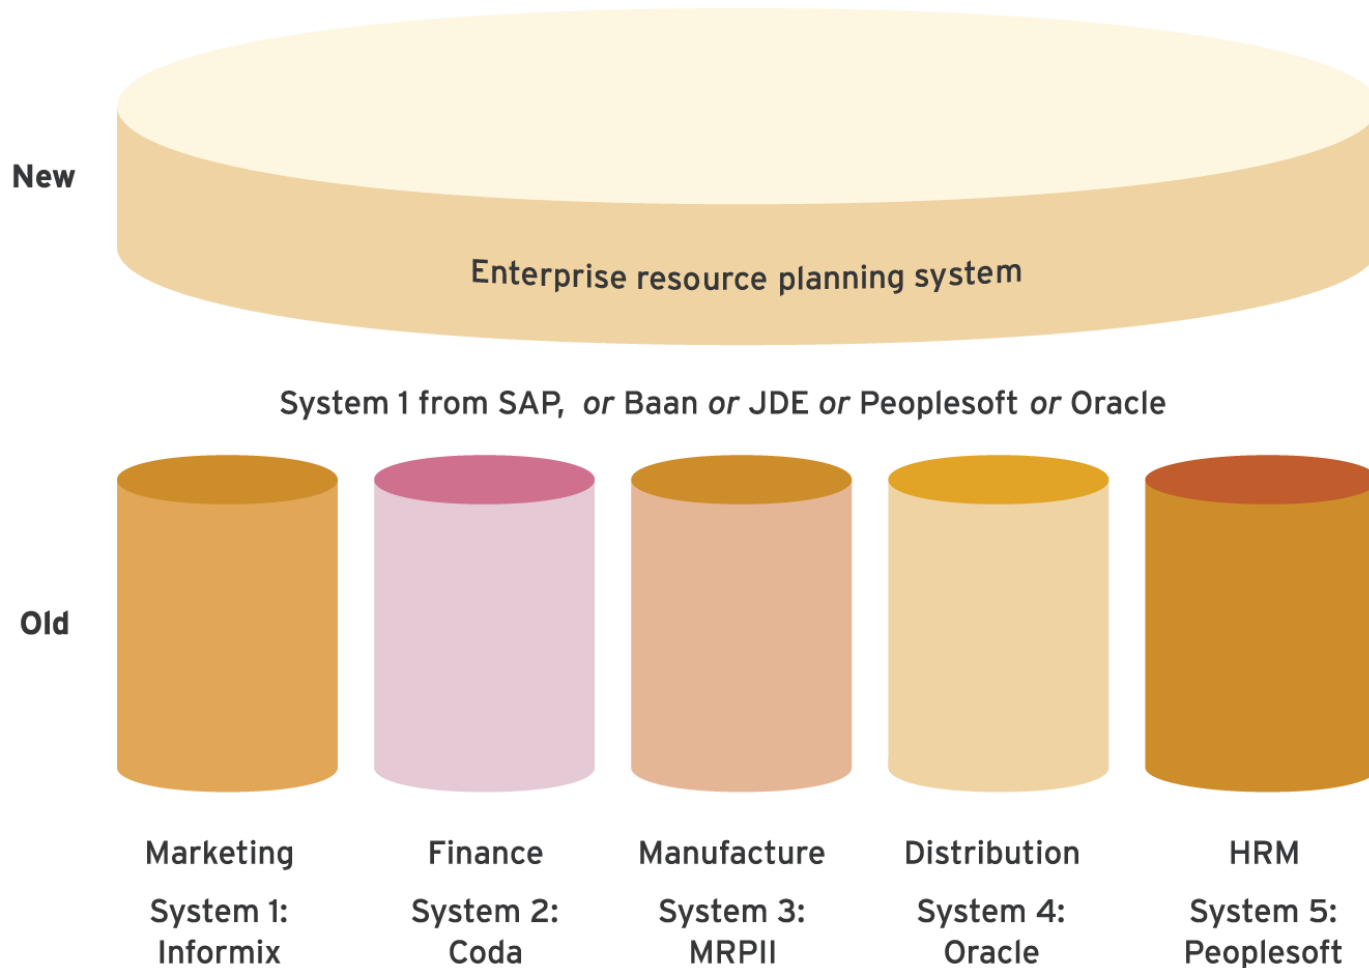 New
Enterprise resource planning system
System 1 from SAP, or Baan or JDE or Peoplesoft or Oracle
Old
Marketing
Finance
Manufacture
Distribution
HRM
System 1:
Informix
System 2:
Coda
System 3:
MRPII
System 4:
Oracle
System 5:
Peoplesoft